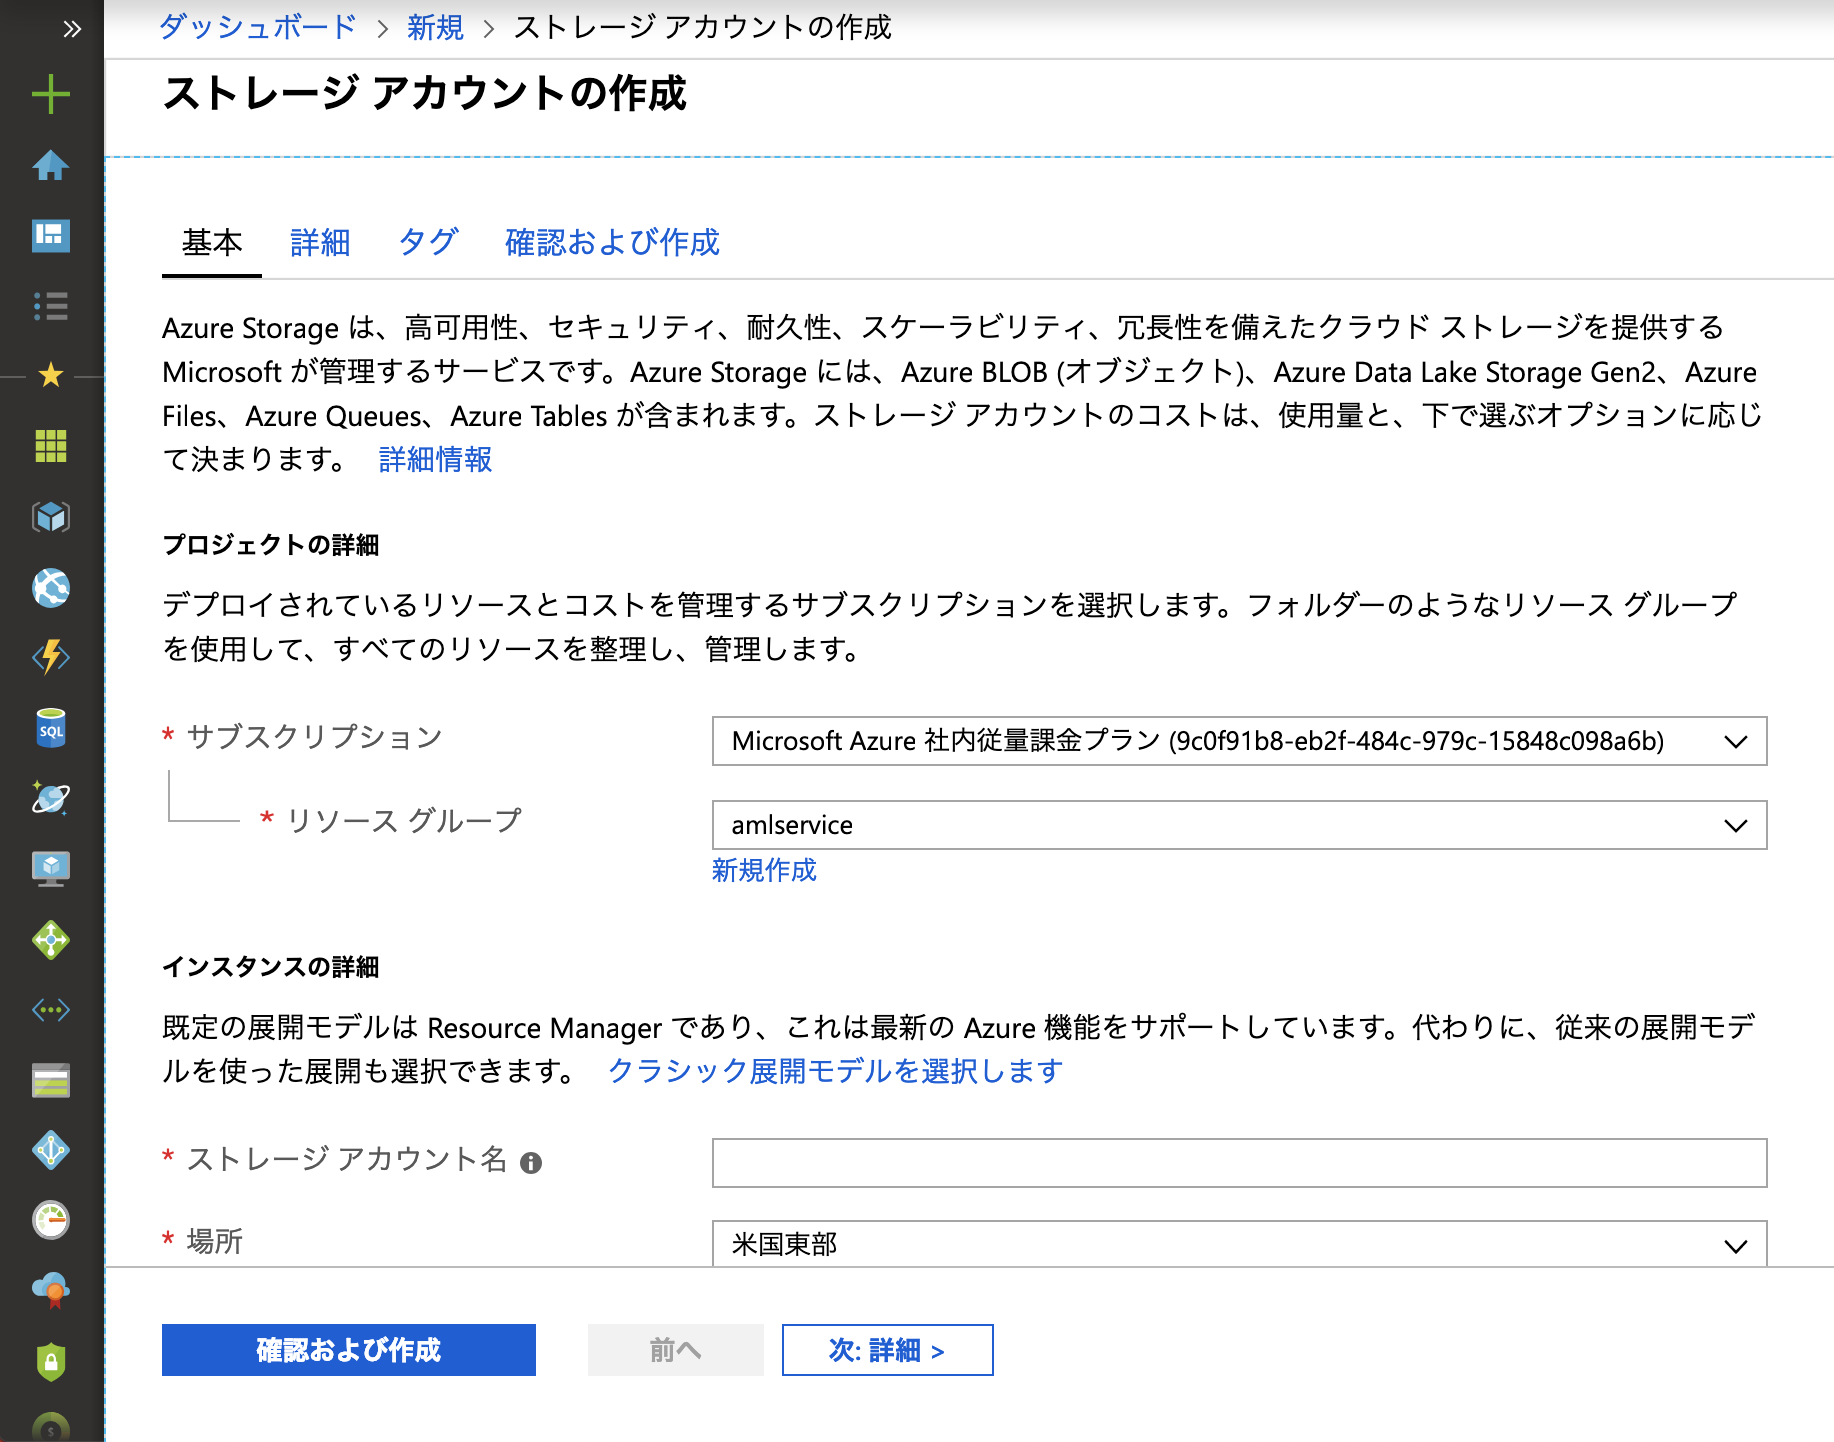 ダッシュボード > 新規 > ストレージ アカウントの作成
ストレージ アカウントの作成
基本 詳細 タグ 確認および作成
Azure Storage は、高可用性、セキュリティ、耐久性、スケーラビリティ、冗長性を備えたクラウド ストレージを提供する
Microsoft が管理するサービスです。Azure Storage には、Azure BLOB (オブジェクト)、Azure Data Lake Storage Gen2、Azure
Files、Azure Queues、Azure Tables が含まれます。ストレージ アカウントのコストは、使用量と、下で選ぶオプションに応じ
て決まります。 詳細情報
プロジェクトの詳細
デプロイされているリソースとコストを管理するサブスクリプションを選択します。フォルダーのようなリソース グループ
を使用して、すべてのリソースを整理し、管理します。
* サブスクリプション
Microsoft Azure 社内従量課金プラン (9c0f91b8-eb2f-484c-979c-15848c098a6b)
* リソース グループ
amlservice
新規作成
インスタンスの詳細
既定の展開モデルは Resource Manager であり、これは最新の Azure 機能をサポートしています。代わりに、従来の展開モデ
ルを使った展開も選択できます。 クラシック展開モデルを選択します
* ストレージ アカウント名
* 場所
米国東部
確認および作成 前へ 次: 詳細 >
SQL